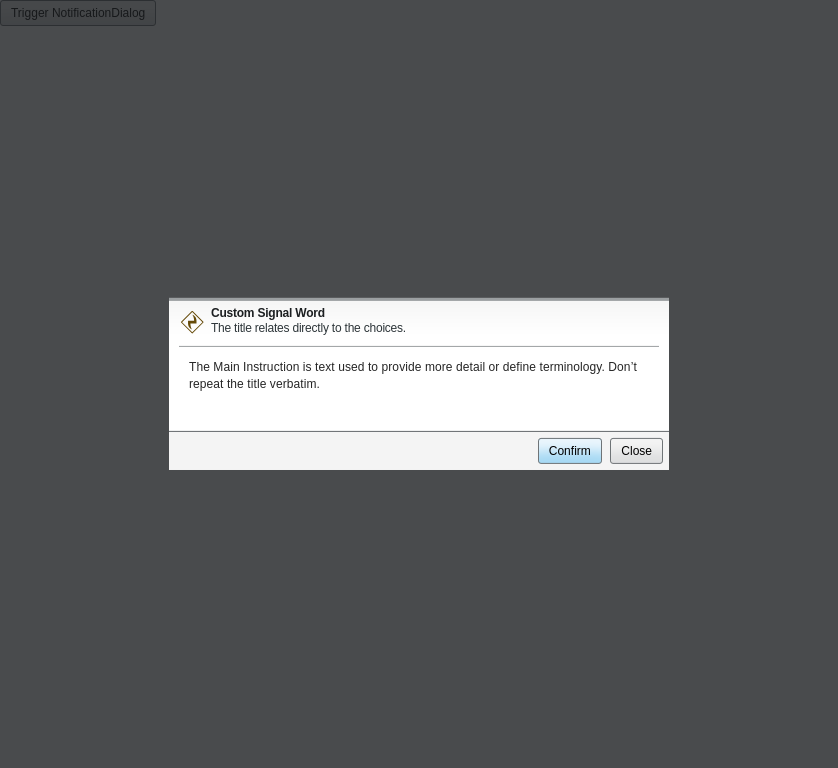 Trigger NotificationDialog
Custom Signal Word
The title relates directly to the choices.
The Main Instruction is text used to provide more detail or define terminology. Don’t
repeat the title verbatim.
Confirm Close